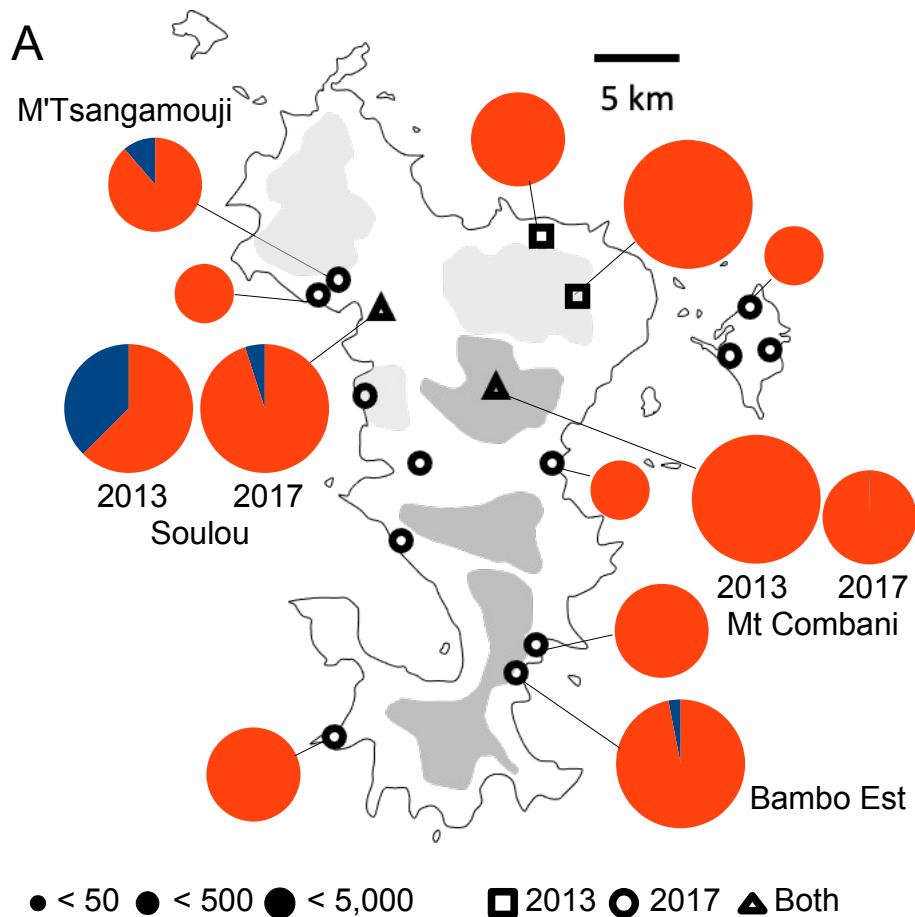 A
5 km
M'Tsangamouji
2013 2017
Soulou
2013 2017
Mt Combani
Bambo Est
< 50 < 500 < 5,000 2013 2017 Both